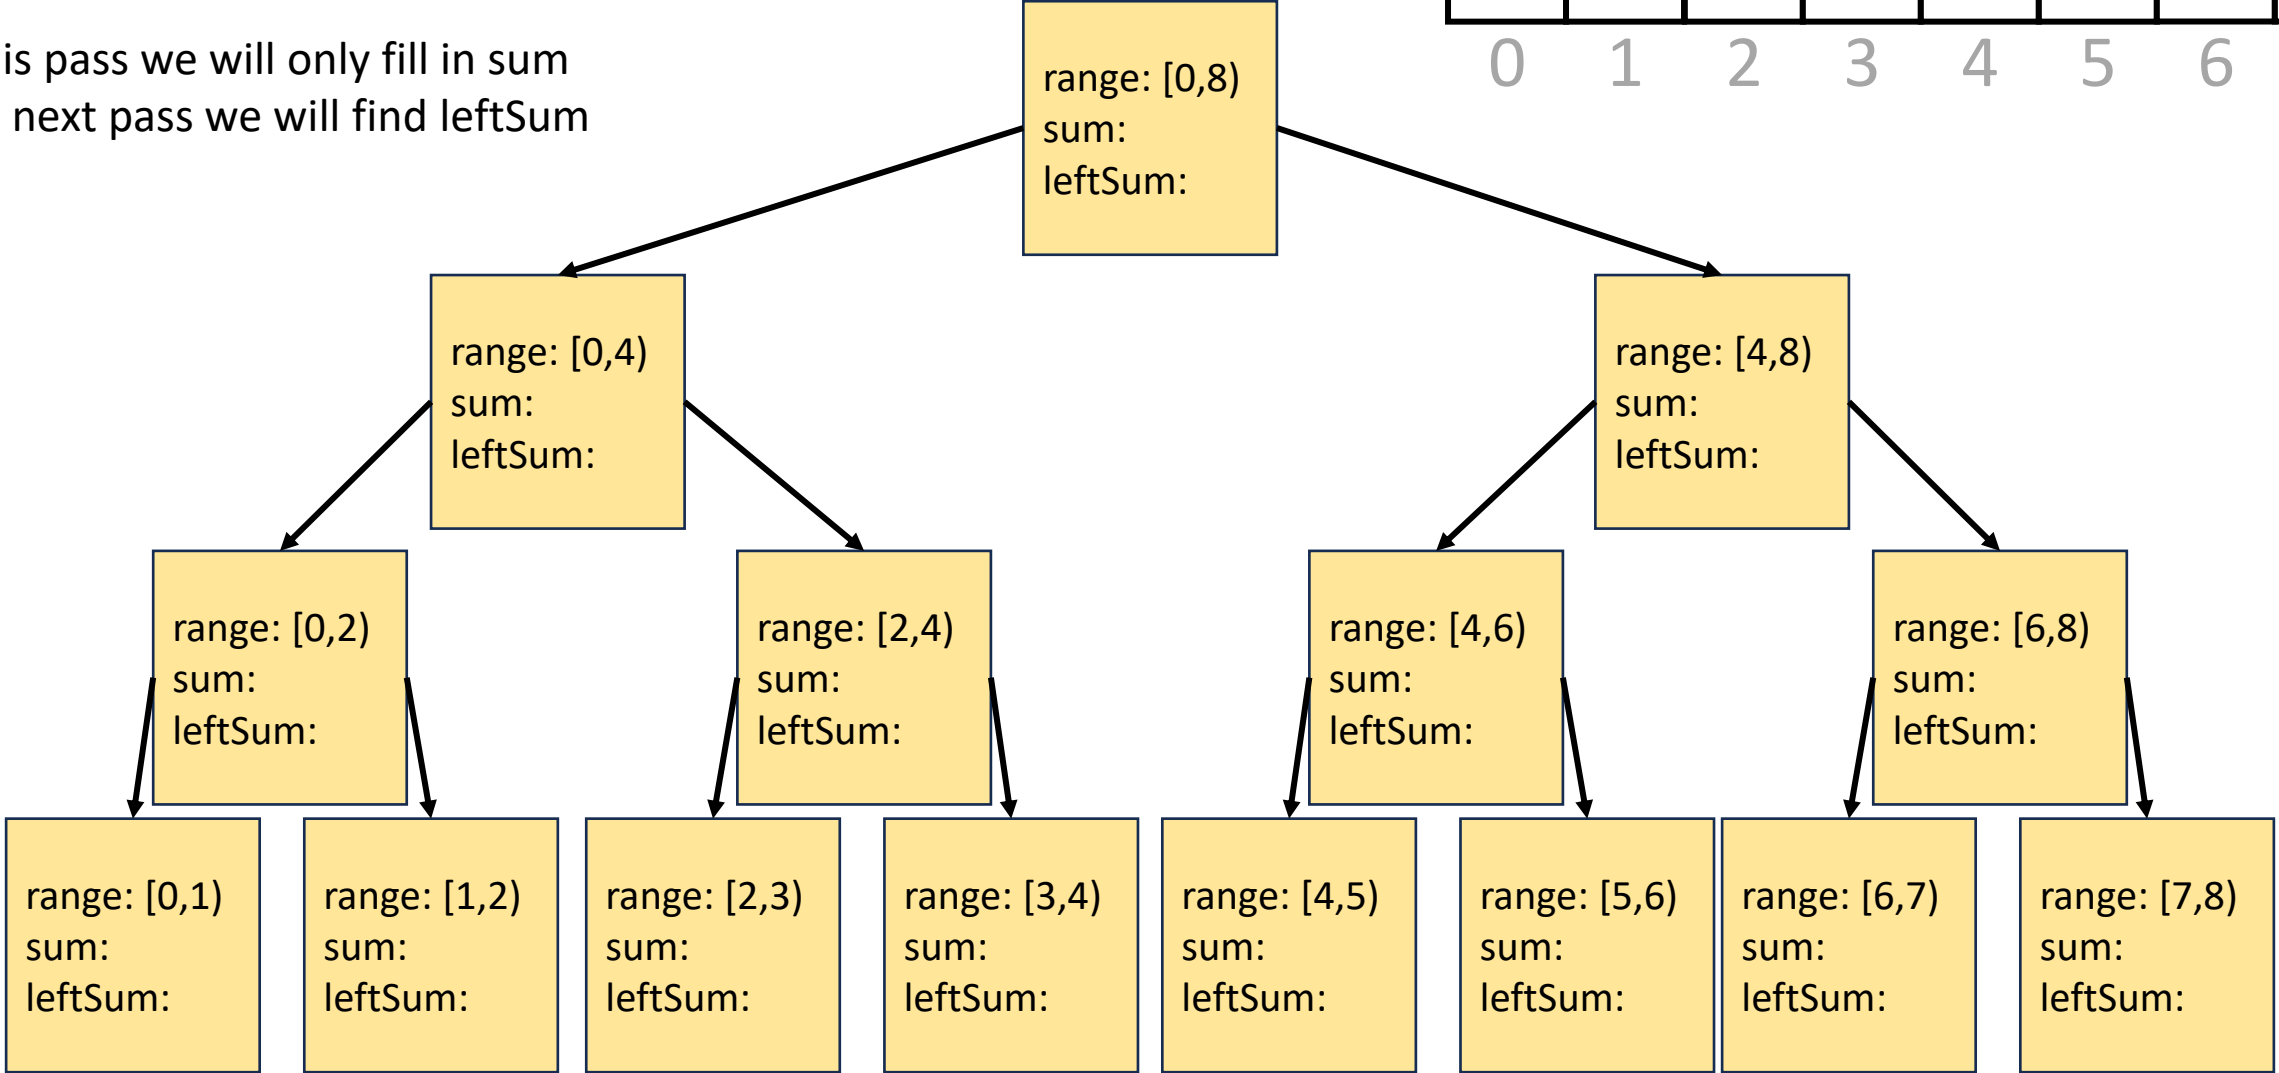 is pass we will only fill in sum
next pass we will find leftSum
0 1 2 3 4 5 6
range: [0,8)
sum:
leftSum:
range: [0,4)
sum:
leftSum:
range: [4,8)
sum:
leftSum:
range: [0,2)
sum:
leftSum:
range: [2,4)
sum:
leftSum:
range: [4,6)
sum:
leftSum:
range: [6,8)
sum:
leftSum:
range: [0,1)
sum:
leftSum:
range: [1,2)
sum:
leftSum:
range: [2,3)
sum:
leftSum:
range: [3,4)
sum:
leftSum:
range: [4,5)
sum:
leftSum:
range: [5,6)
sum:
leftSum:
range: [6,7)
sum:
leftSum:
range: [7,8)
sum:
leftSum: